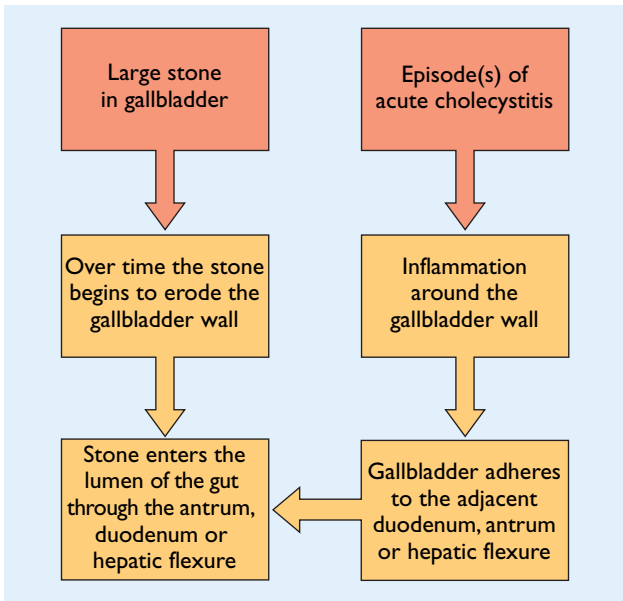 Large stone
in gallbladder
Episode(s) of
acute cholecystitis
Over time the stone
begins to erode the
gallbladder wall
Inflammation
around the
gallbladder wall
Stone enters the
lumen of the gut
through the antrum,
duodenum or
hepatic flexure
Gallbladder adheres
to the adjacent
duodenum, antrum
or hepatic flexure